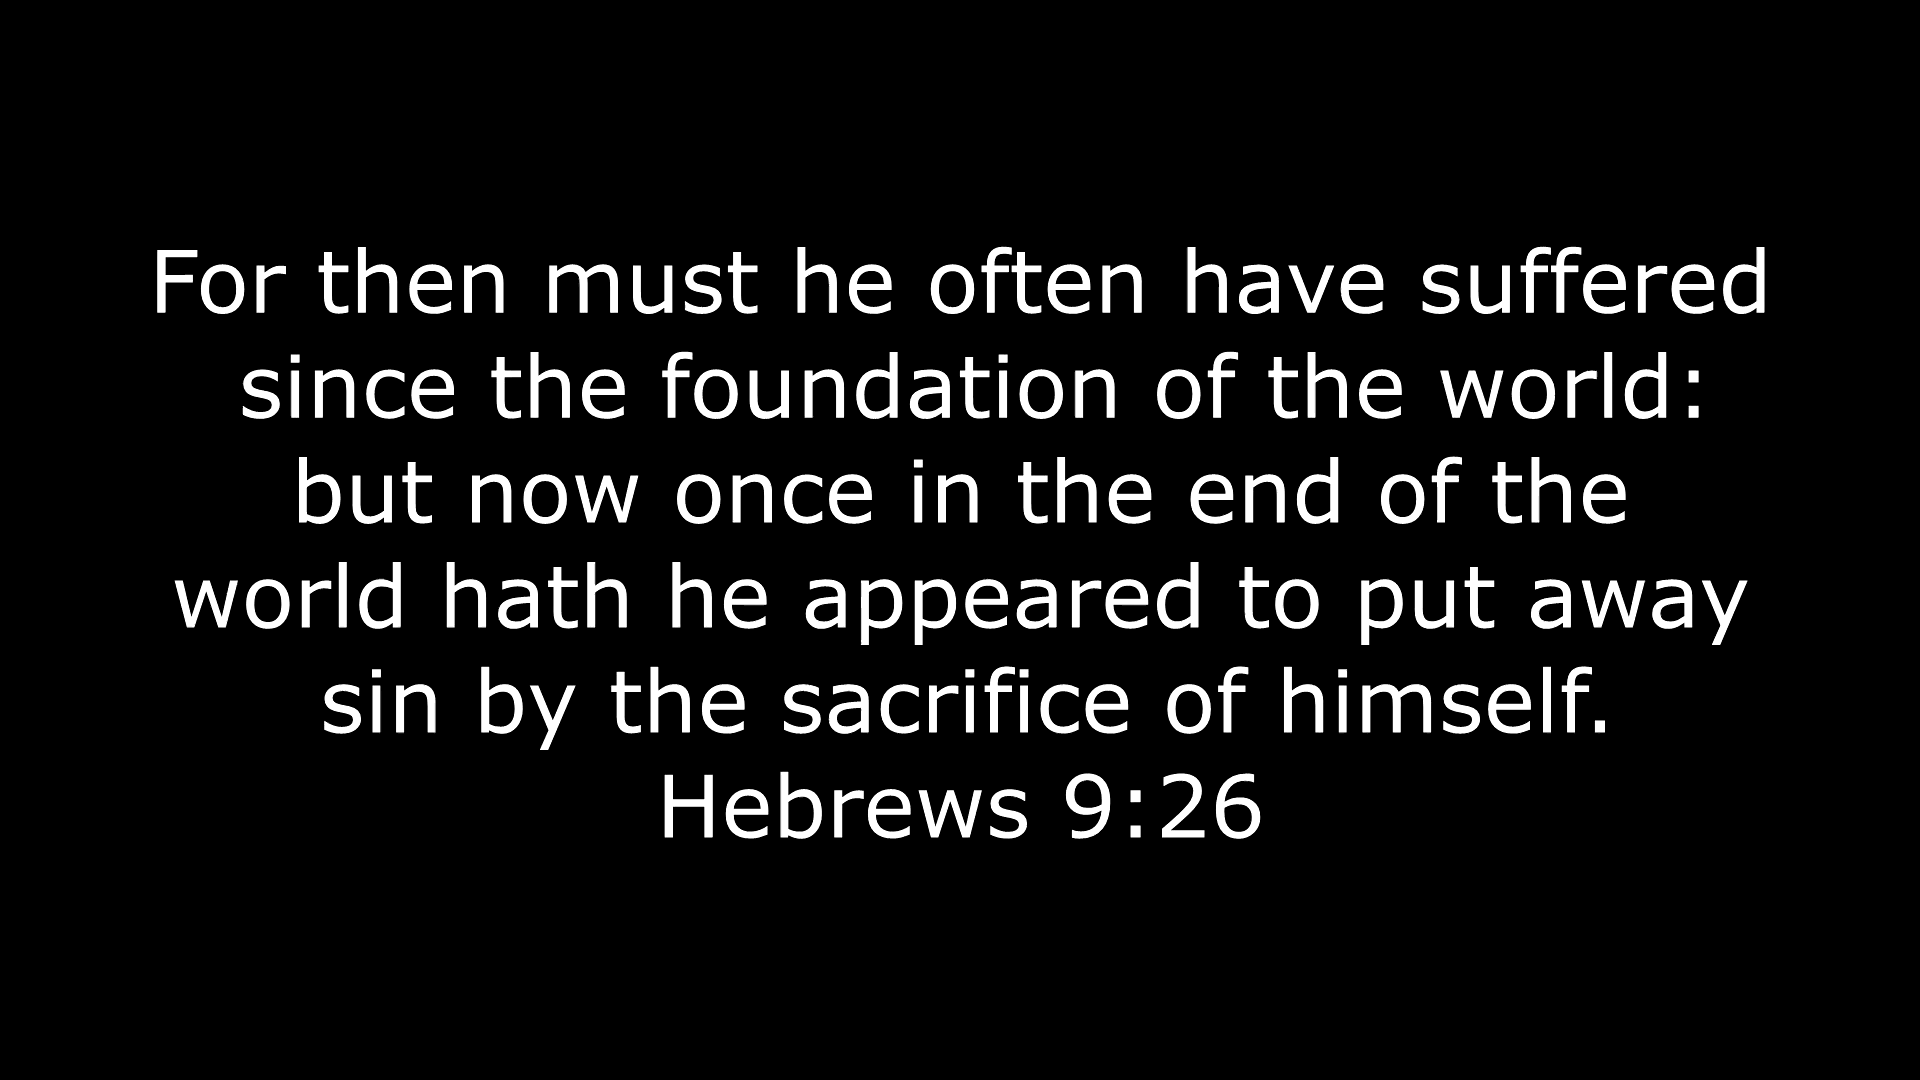 For then must he often have suffered
since the foundation of the world:
but now once in the end of the
world hath he appeared to put away
sin by the sacrifice of himself.
Hebrews 9:26